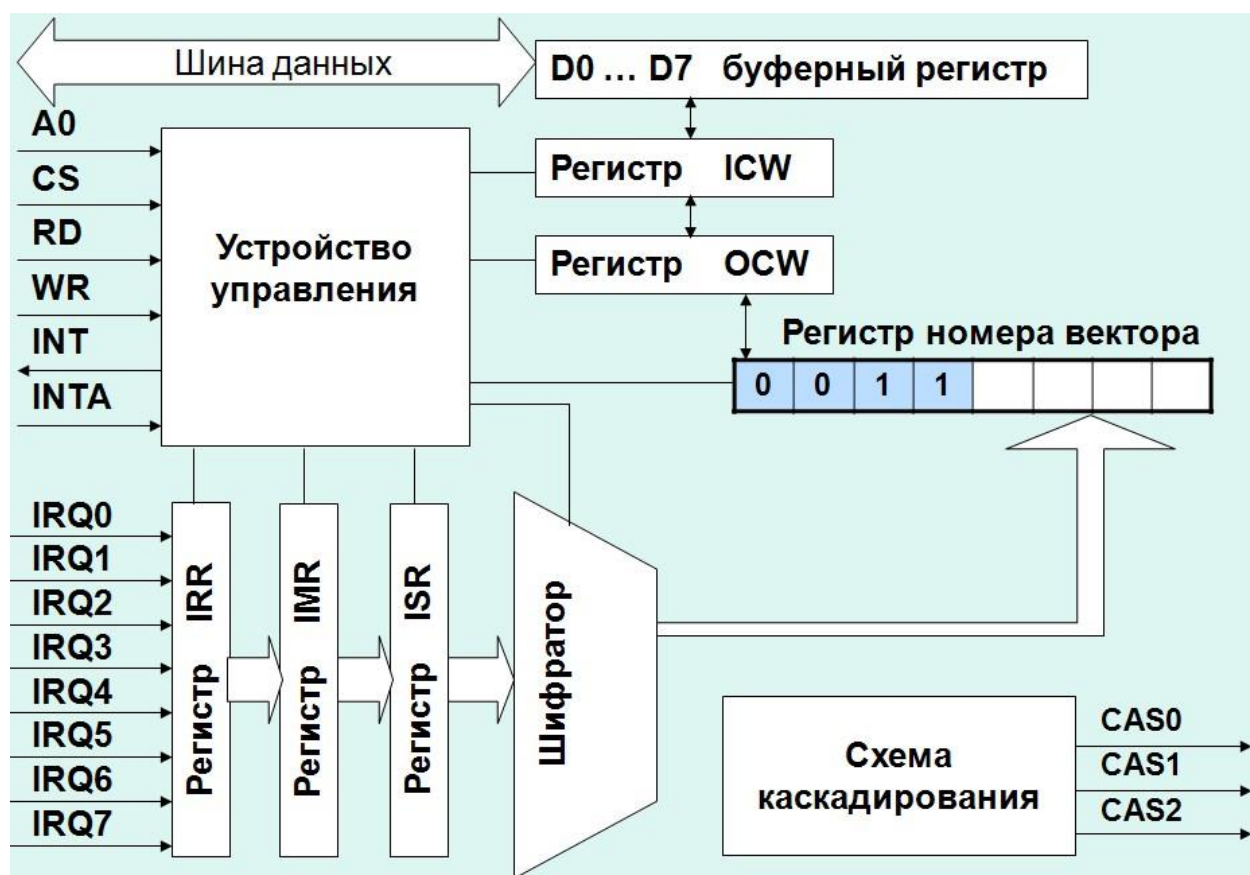 Шина данных
D0 ... D7 буферный регистр
A0
CS
RD
WR
INT
INTA
Устройство
управления
Регистр ICW
Регистр OCW
Регистр номера вектора
0 0 1 1
IRQ0
IRQ1
IRQ2
IRQ3
IRQ4
IRQ5
IRQ6
IRQ7
Регистр IRR
Регистр IMR
Регистр ISR
Шифратор
Схема
каскадирования
CAS0
CAS1
CAS2